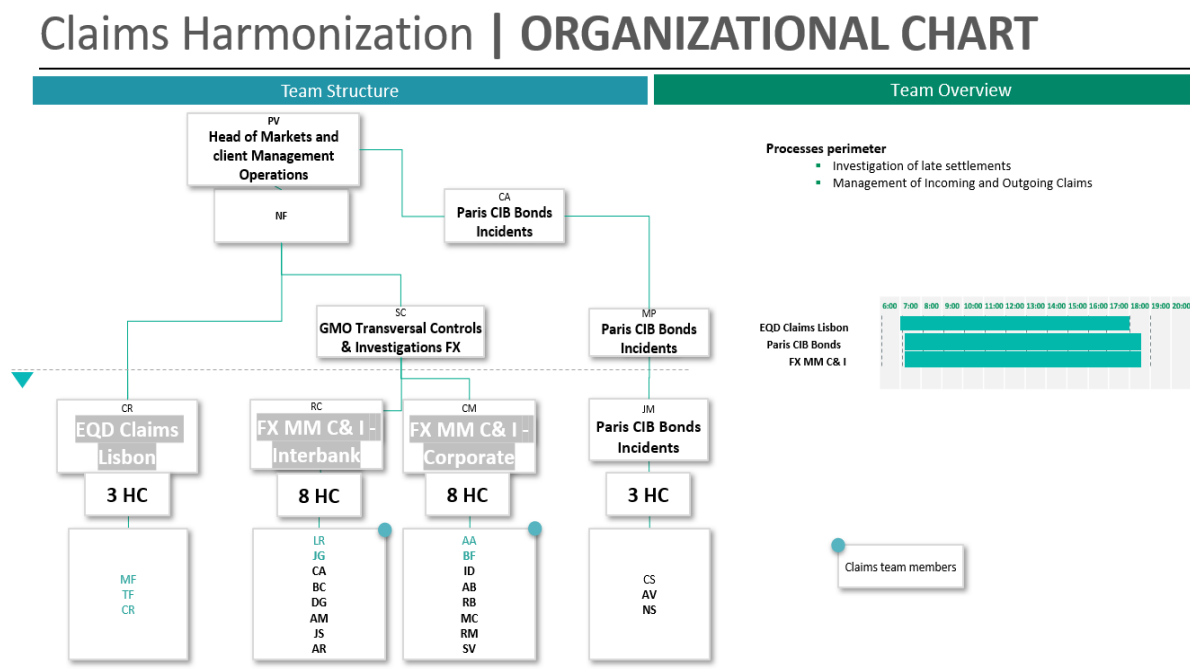 Claims Harmonization | ORGANIZATIONAL CHART
Team Structure
Team Overview
PV
Head of Markets and
client Management
Operations
NF
CA
Paris CIB Bonds
Incidents
SC
GMO Transversal Controls
& Investigations FX
MP
Paris CIB Bonds
Incidents
CR
EQD Claims
Lisbon
3 HC
MF
TF
CR
RC
FX MM C& I -
Interbank
8 HC
LR
JG
CA
BC
DG
AM
JS
AR
CM
FX MM C& I -
Corporate
8 HC
AA
BF
ID
AB
RB
MC
RM
SV
JM
Paris CIB Bonds
Incidents
3 HC
CS
AV
NS
Processes perimeter
Investigation of late settlements
Management of Incoming and Outgoing Claims
6:00 7:00 8:00 9:00 10:00 11:00 12:00 13:00 14:00 15:00 16:00 17:00 18:00 19:00 20:00
EQD Claims Lisbon
Paris CIB Bonds
FX MM C& I
Claims team members